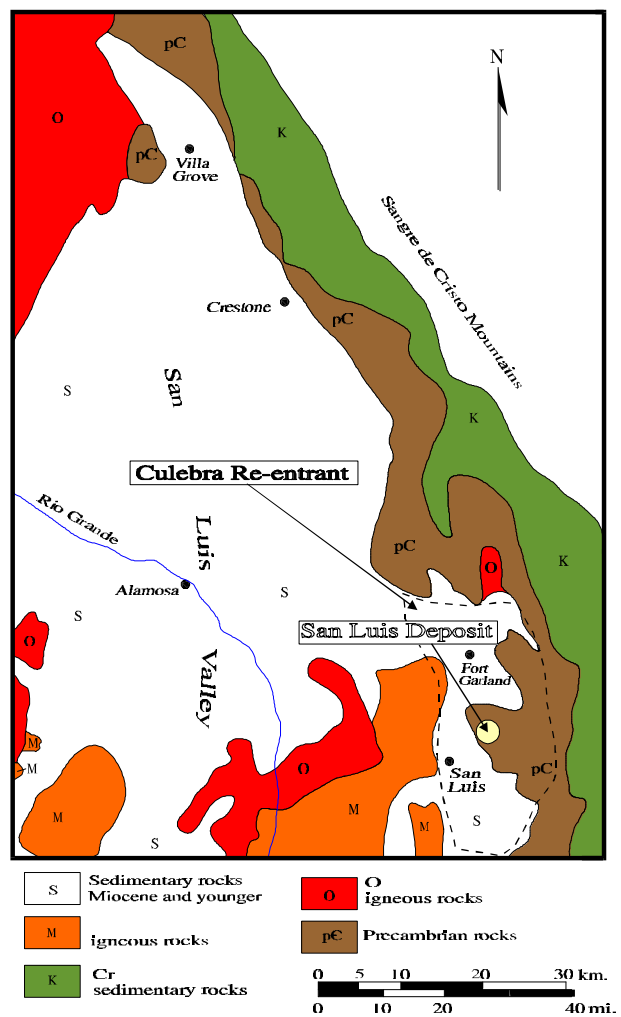 pC
N
O
K
pC
Villa
Grove
Sangre de Cristo Mountains
Crestone
pC
San
S
K
Culebra Re-entrant
Rio Grande
Luis
pC
K
O
Alamosa
S
S
San Luis Deposit
O
Fort
Garland
Valley
M
M
San
Luis
pC
O
M
M
M
S
S
S
Sedimentary rocks
Miocene and younger
M
igneous rocks
K
Cr
sedimentary rocks
O
O
igneous rocks
p€
Precambrian rocks
0 5 10 20 30 km.
0 10 20 40 mi.